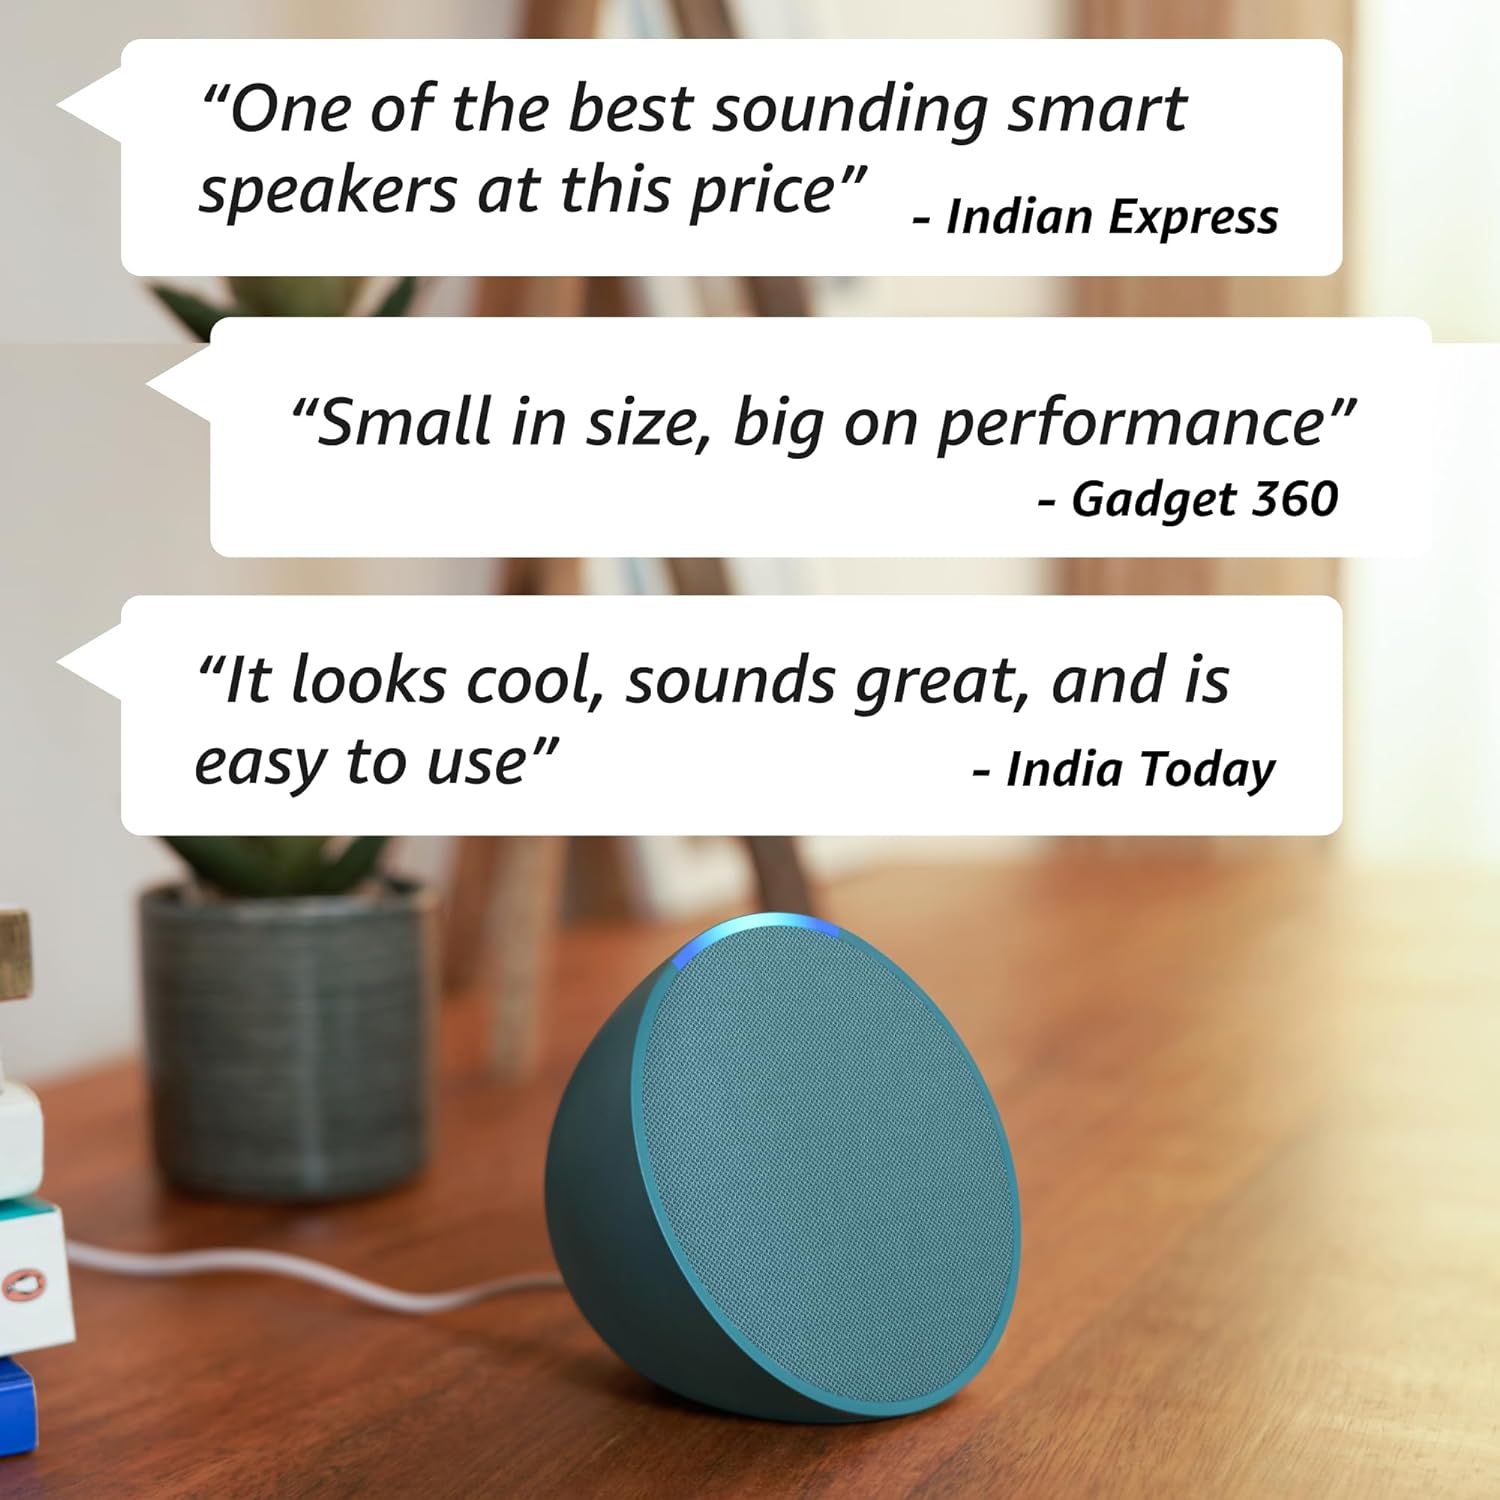 “One of the best sounding smart
speakers at this price”
- Indian Express
“Small in size, big on performance”
- Gadget 360
“It looks cool, sounds great, and is
easy to use”
- India Today